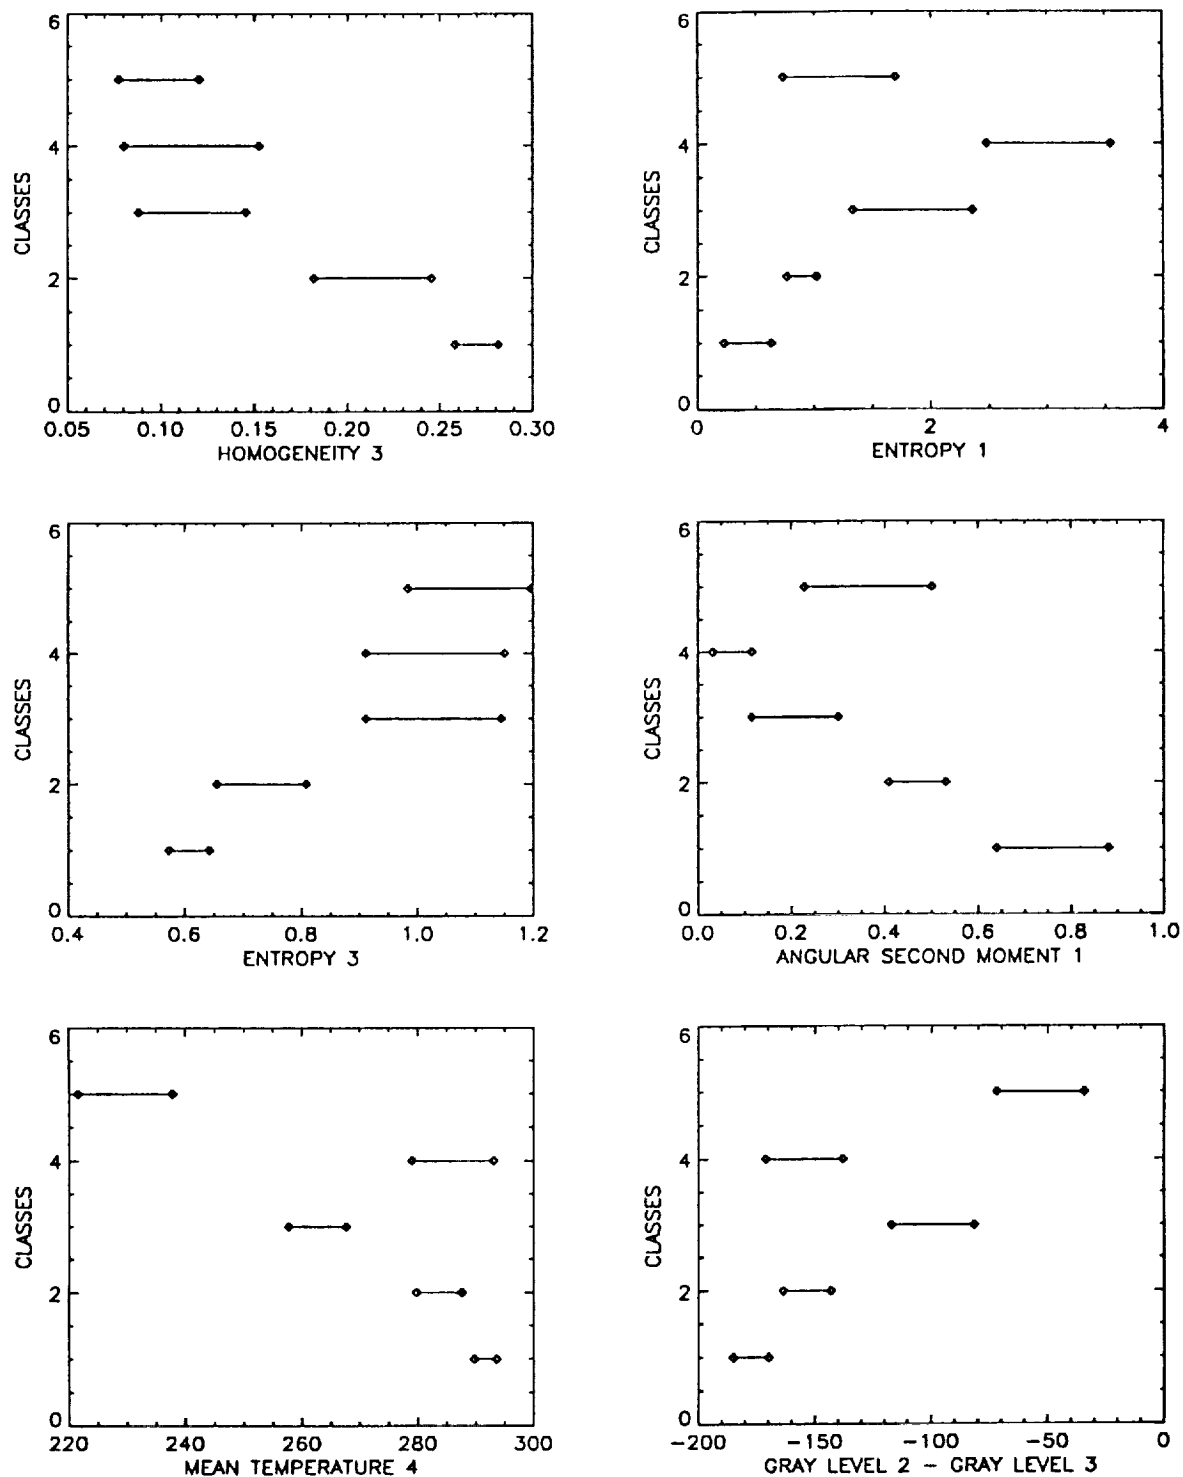 6
4
2
0
CLASSES
0.05 0.10 0.15 0.20 0.25 0.30
HOMOGENEITY 3
6
4
2
0
CLASSES
0 2 4
ENTROPY 1
6
4
2
0
CLASSES
0.4 0.6 0.8 1.0 1.2
ENTROPY 3
6
4
2
0
CLASSES
0.0 0.2 0.4 0.6 0.8 1.0
ANGULAR SECOND MOMENT 1
6
4
2
0
CLASSES
220 240 260 280 300
MEAN TEMPERATURE 4
6
4
2
0
CLASSES
-200 -150 -100 -50 0
GRAY LEVEL 2 - GRAY LEVEL 3